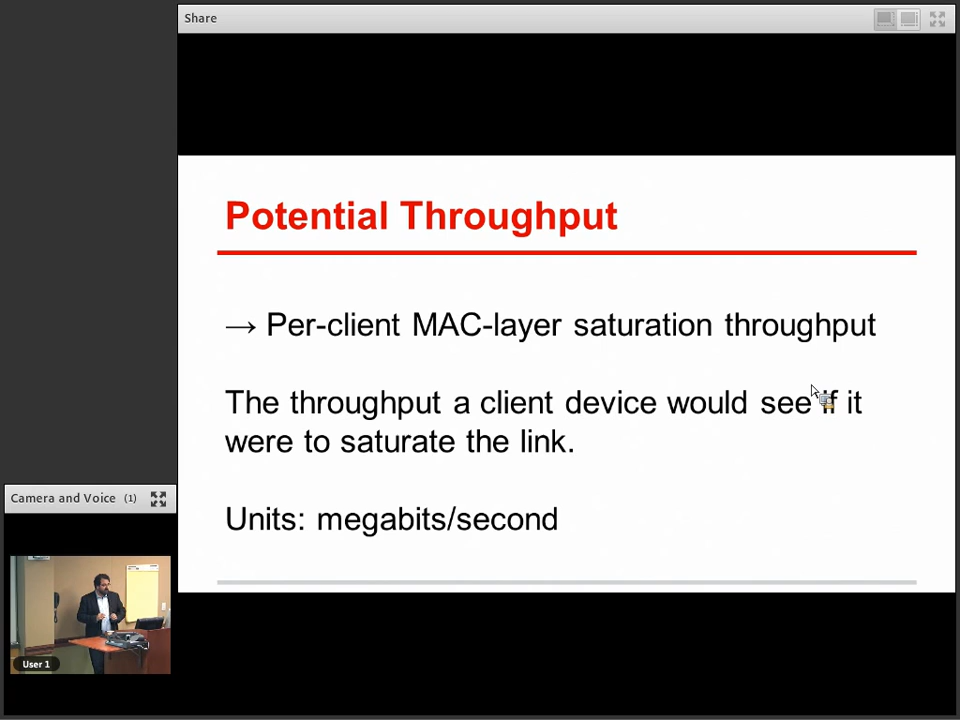 Share
Potential Throughput
→ Per-client MAC-layer saturation throughput
The throughput a client device would see if it
were to saturate the link.
Units: megabits/second
Camera and Voice (1)
User 1